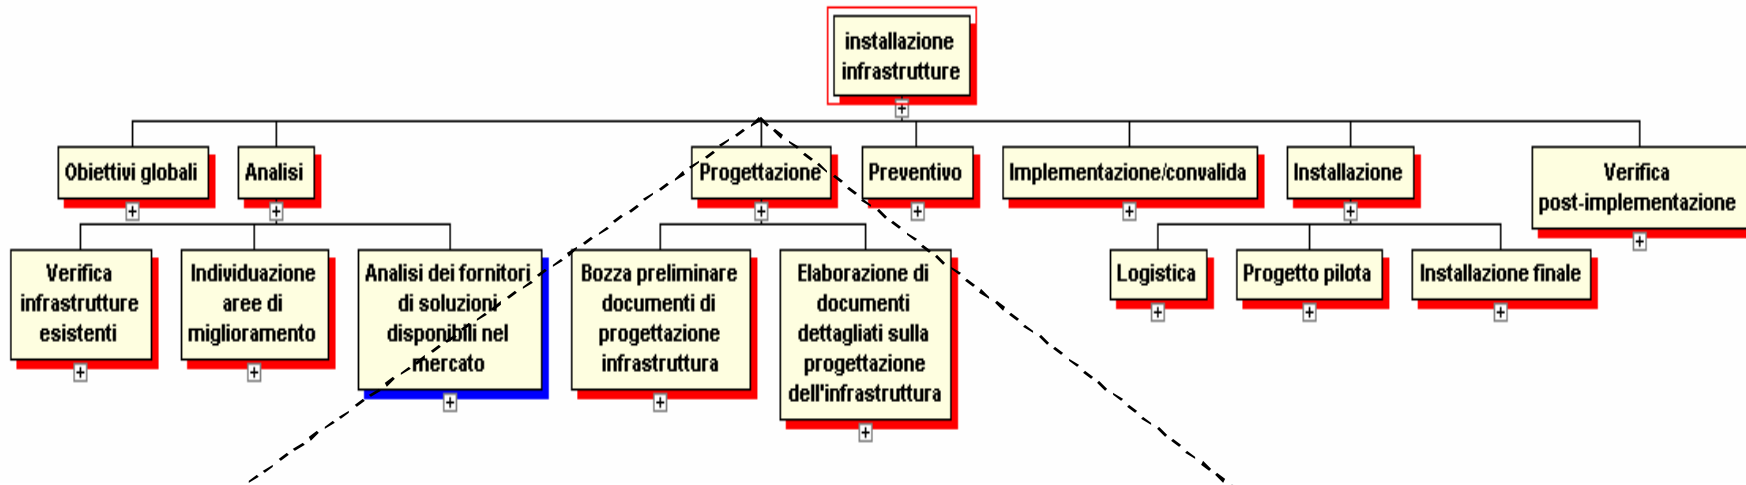 installazione
infrastrutture
Obiettivi globali
Analisi
Progettazione
Preventivo
Implementazione/convalida
Installazione
Verifica
post-implementazione
Verifica
infrastrutture
esistenti
Individuazione
aree di
miglioramento
Analisi dei fornitori
di soluzioni
disponibili nel
mercato
Bozza preliminare
documenti di
progettazione
infrastruttura
Elaborazione di
documenti
dettagliati sulla
progettazione
dell'infrastruttura
Logistica
Progetto pilota
Installazione finale